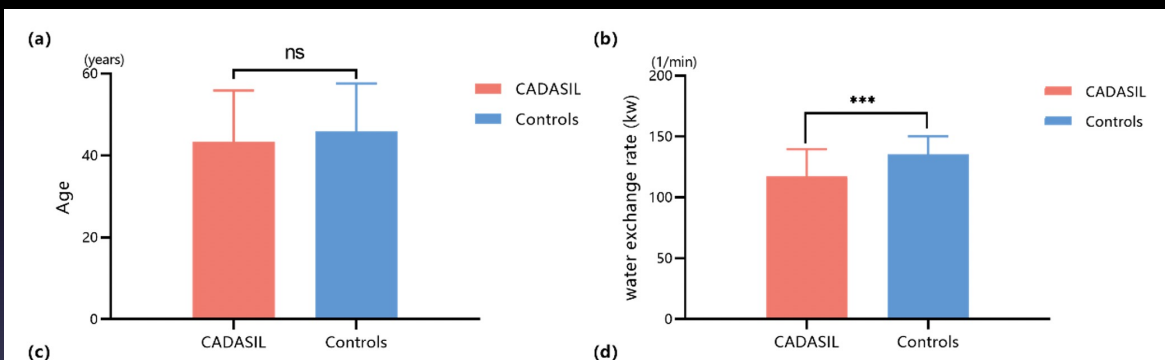 (a)
(years)
ns
60
40
20
0
Age
CADASIL
Controls
CADASIL
Controls
(b)
(1/min)
***
200
150
100
50
0
water exchange rate (kw)
CADASIL
Controls
CADASIL
Controls
(c)
(d)